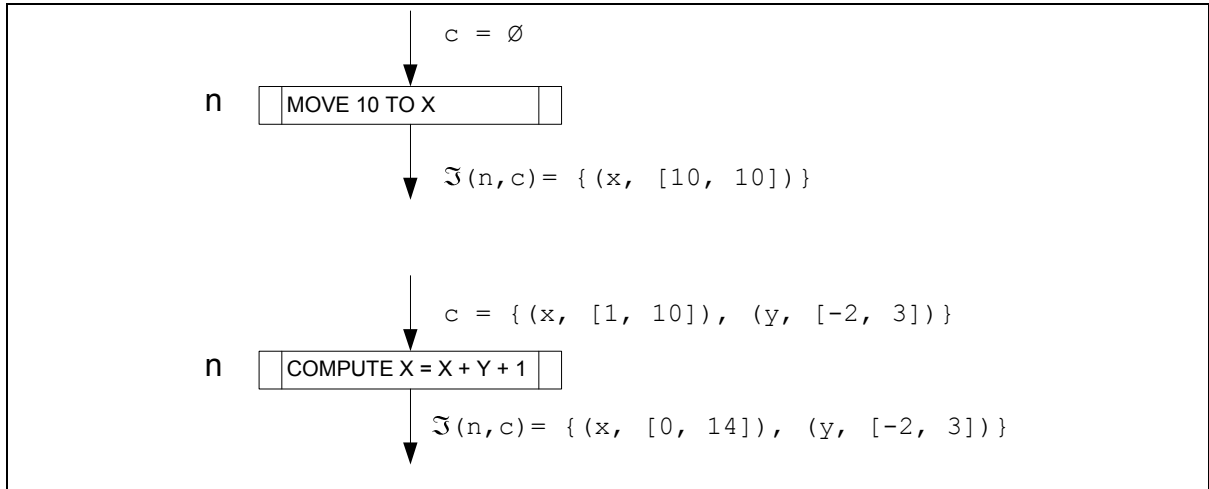 c = Ø
n
MOVE 10 TO X
ℑ(n,c)= {(x, [10, 10])}
c = {(x, [1, 10]), (y, [-2, 3])}
n
COMPUTE X = X + Y + 1
ℑ(n,c)= {(x, [0, 14]), (y, [-2, 3])}